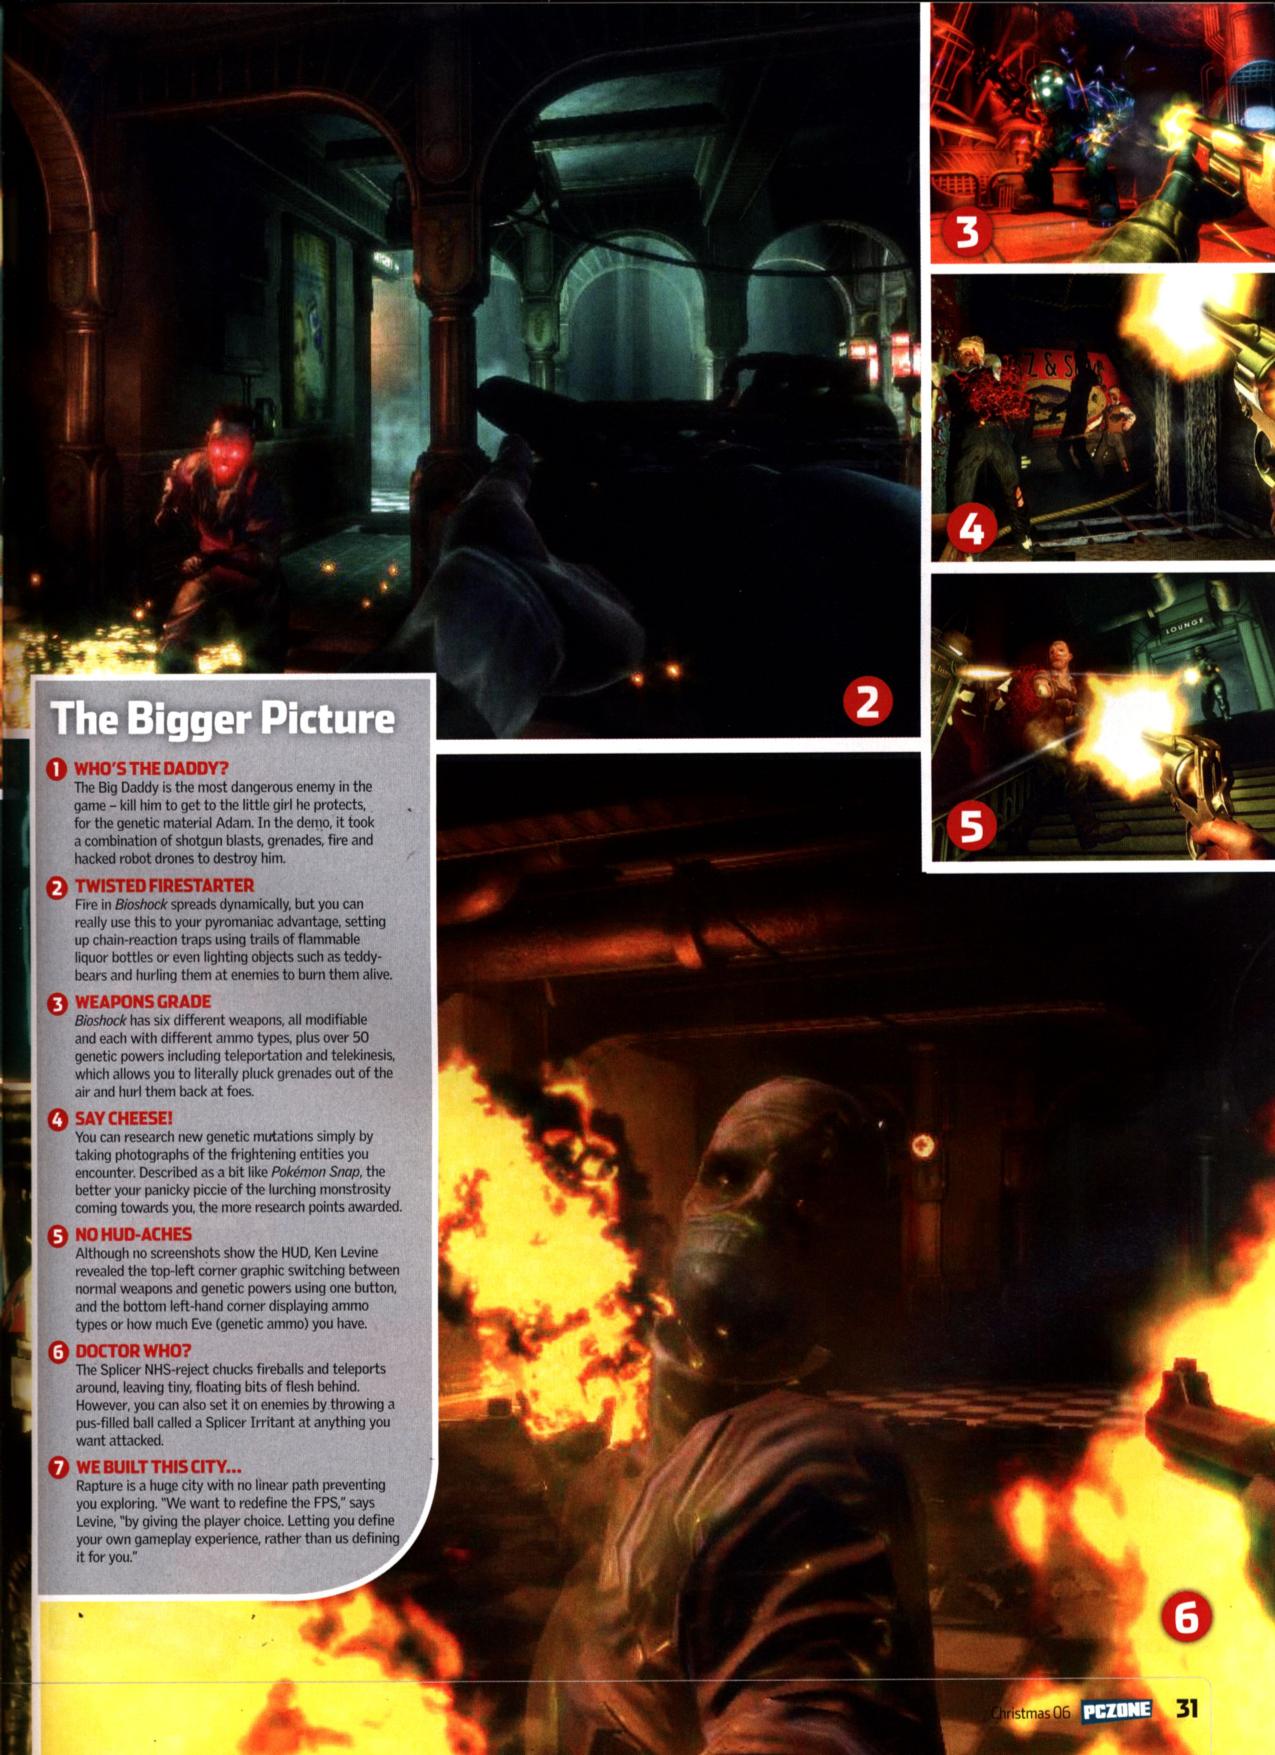 3
Z & S
4
LOUNGE
5
2
The Bigger Picture
1 WHO'S THE DADDY?
The Big Daddy is the most dangerous enemy in the
game – kill him to get to the little girl he protects,
for the genetic material Adam. In the demo, it took
a combination of shotgun blasts, grenades, fire and
hacked robot drones to destroy him.
2 TWISTED FIRESTARTER
Fire in Bioshock spreads dynamically, but you can
really use this to your pyromaniac advantage, setting
up chain-reaction traps using trails of flammable
liquor bottles or even lighting objects such as teddy-
bears and hurling them at enemies to burn them alive.
3 WEAPONS GRADE
Bioshock has six different weapons, all modifiable
and each with different ammo types, plus over 50
genetic powers including teleportation and telekinesis,
which allows you to literally pluck grenades out of the
air and hurl them back at foes.
4 SAY CHEESE!
You can research new genetic mutations simply by
taking photographs of the frightening entities you
encounter. Described as a bit like Pokémon Snap, the
better your panicky piccie of the lurching monstrosity
coming towards you, the more research points awarded.
5 NO HUD-ACHES
Although no screenshots show the HUD, Ken Levine
revealed the top-left corner graphic switching between
normal weapons and genetic powers using one button,
and the bottom left-hand corner displaying ammo
types or how much Eve (genetic ammo) you have.
6 DOCTOR WHO?
The Splicer NHS-reject chucks fireballs and teleports
around, leaving tiny, floating bits of flesh behind.
However, you can also set it on enemies by throwing a
pus-filled ball called a Splicer Irritant at anything you
want attacked.
7 WE BUILT THIS CITY...
Rapture is a huge city with no linear path preventing
you exploring. "We want to redefine the FPS," says
Levine, "by giving the player choice. Letting you define
your own gameplay experience, rather than us defining
it for you."
6
Christmas 06 PCZONE 31